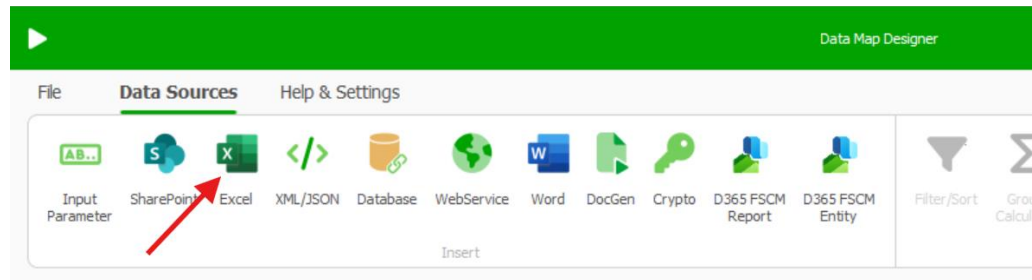 Data Map Designer
File Data Sources Help & Settings
AB..
S
X
W
Input Parameter
SharePoint
Excel
XML/JSON
Database
WebService
Word
DocGen
Crypto
D365 FSCM
Report
D365 FSCM
Entity
Filter/Sort
Insert